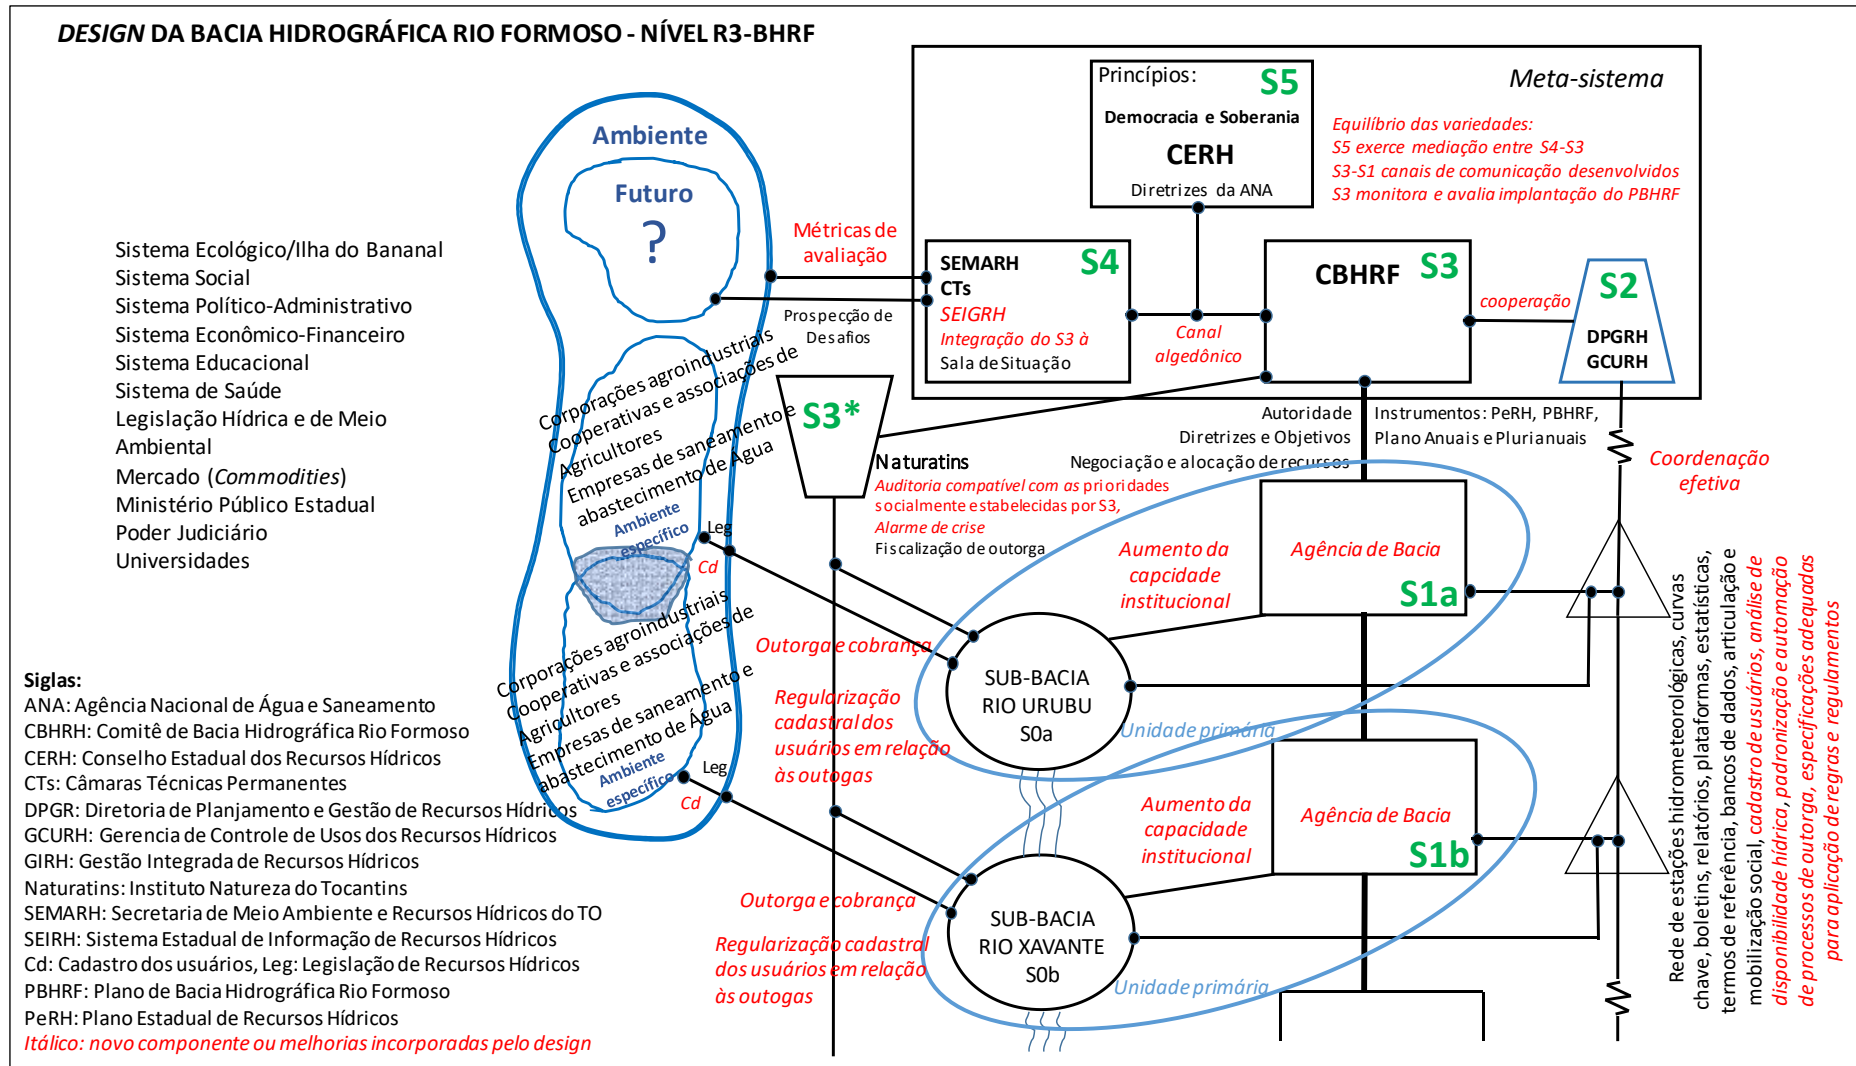 DESIGN DA BACIA HIDROGRÁFICA RIO FORMOSO - NÍVEL R3-BHRF
Meta-sistema
Princípios:
S5
Democracia e Soberania
CERH
Diretrizes da ANA
Equilíbrio das variedades:
S5 exerce mediação entre S4-S3
S3-S1 canais de comunicação desenvolvidos
S3 monitora e avalia implantação do PBHRF
Ambiente
Futuro
?
Métricas de
avaliação
Prospecção de
Desafios
SEMARH
S4
CTs
SEIGRH
Integração do S3 à
Sala de Situação
Canal
algedônico
CBHRF
S3
cooperação
S2
DPGRH
GCURH
Sistema Ecológico/Ilha do Bananal
Sistema Social
Sistema Político-Administrativo
Sistema Econômico-Financeiro
Sistema Educacional
Sistema de Saúde
Legislação Hídrica e de Meio
Ambiental
Mercado (Commodities)
Ministério Público Estadual
Poder Judiciário
Universidades
Corporações agroindustriais
Cooperativas e associações de
Agricultores
Empresas de saneamento e
abastecimento de Água
Ambiente
específico
Leg
Cd
S3*
Naturatins
Auditoria compatível com as prioridades
socialmente estabelecidas por S3,
Alarme de crise
Fiscalização de outorga
Autoridade
Diretrizes e Objetivos
Negociação e alocação de recursos
Instrumentos: PeRH, PBHRF,
Plano Anuais e Plurianuais
Coordenação
efetiva
Aumento da
capcidade
institucional
Agência de Bacia
S1a
Outorga e cobrança
Regularização
cadastral dos
usuários em relação
às outogas
SUB-BACIA
RIO URUBU
S0a
Unidade primária
Corporações agroindustriais
Cooperativas e associações de
Agricultores
Empresas de saneamento e
abastecimento de Água
Ambiente
específico
Leg
Cd
Aumento da
capacidade
institucional
Agência de Bacia
S1b
Outorga e cobrança
Regularização cadastral
dos usuários em relação
às outogas
SUB-BACIA
RIO XAVANTE
S0b
Unidade primária
Rede de estações hidrometeorológicas, curvas
chave, boletins, relatórios, plataformas, estatísticas,
termos de referência, bancos de dados, articulação e
mobilização social, cadastro de usuários, análise de
disponibilidade hídrica, padronização e automação
de processos de outorga, especificações adequadas
para aplicação de regras e regulamentos
Siglas:
ANA: Agência Nacional de Água e Saneamento
CBHRH: Comitê de Bacia Hidrográfica Rio Formoso
CERH: Conselho Estadual dos Recursos Hídricos
CTs: Câmaras Técnicas Permanentes
DPGR: Diretoria de Planjamento e Gestão de Recursos Hídricos
GCURH: Gerencia de Controle de Usos dos Recursos Hídricos
GIRH: Gestão Integrada de Recursos Hídricos
Naturatins: Instituto Natureza do Tocantins
SEMARH: Secretaria de Meio Ambiente e Recursos Hídricos do TO
SEIRH: Sistema Estadual de Informação de Recursos Hídricos
Cd: Cadastro dos usuários, Leg: Legislação de Recursos Hídricos
PBHRF: Plano de Bacia Hidrográfica Rio Formoso
PeRH: Plano Estadual de Recursos Hídricos
Itálico: novo componente ou melhorias incorporadas pelo design